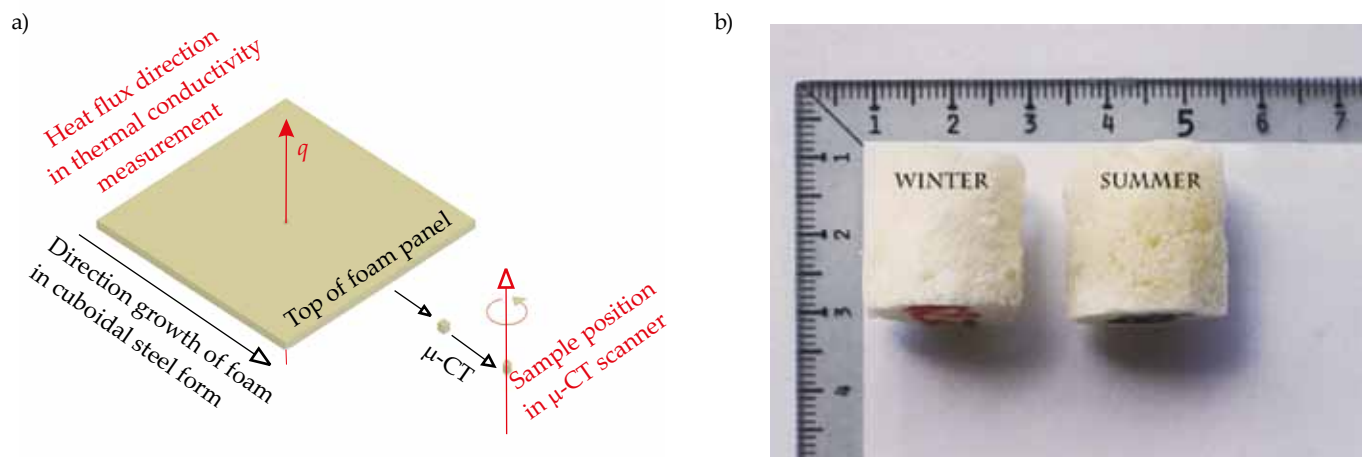 a)
Heat flux direction
in thermal conductivity
measurement
q
Top of foam panel
Direction growth of foam
in cuboidal steel form
μ-CT
Sample position
in μ-CT scanner
b)
1 2 3 4 5 6 7
WINTER SUMMER
1
2
3
4